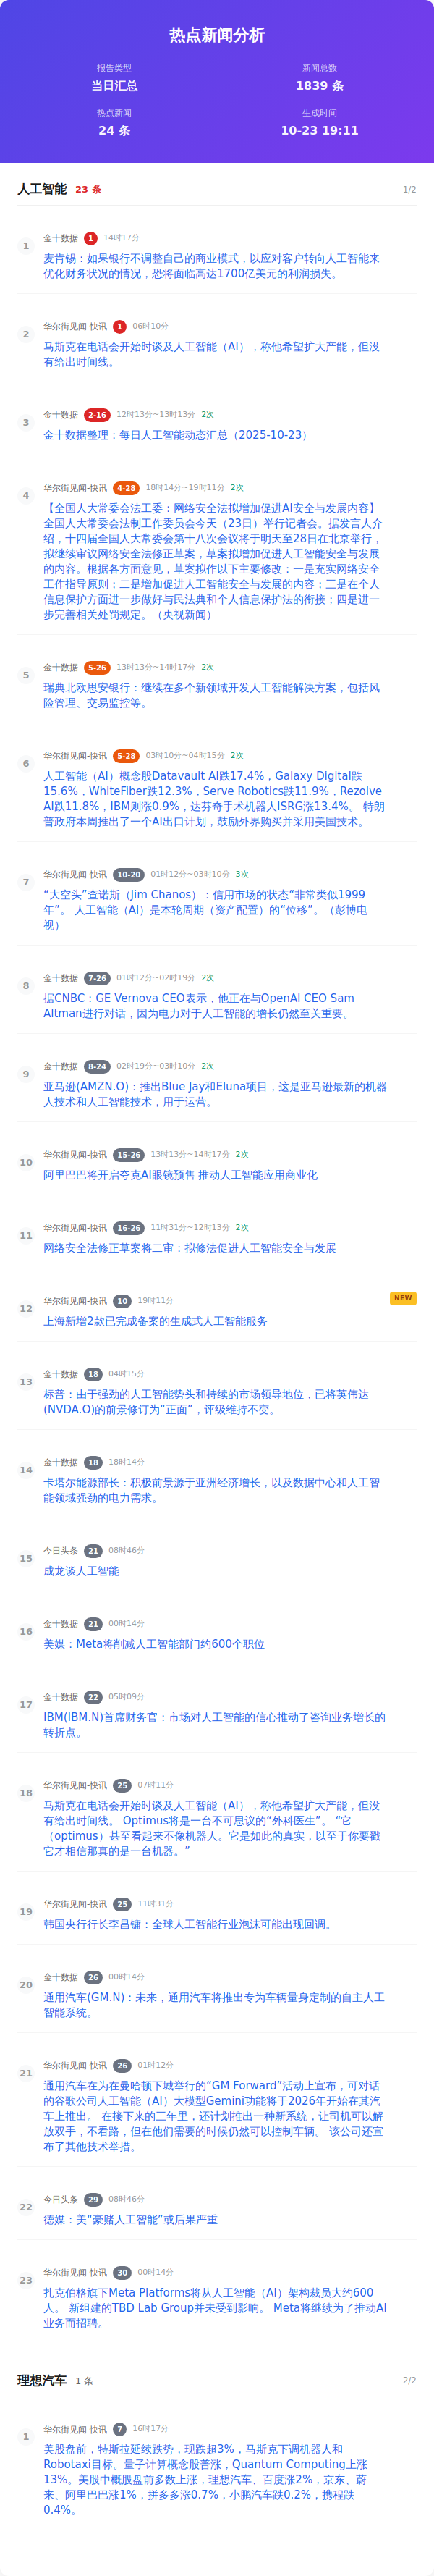 热点新闻分析
报告类型
当日汇总
新闻总数
1839 条
热点新闻
24 条
生成时间
10-23 19:11
人工智能 23 条 1/2
1 金十数据 1 14时17分
麦肯锡：如果银行不调整自己的商业模式，以应对客户转向人工智能来
优化财务状况的情况，恐将面临高达1700亿美元的利润损失。
2 华尔街见闻-快讯 1 06时10分
马斯克在电话会开始时谈及人工智能（AI），称他希望扩大产能，但没
有给出时间线。
3 金十数据 2-16 12时13分~13时13分 2次
金十数据整理：每日人工智能动态汇总（2025-10-23）
4 华尔街见闻-快讯 4-28 18时14分~19时11分 2次
【全国人大常委会法工委：网络安全法拟增加促进AI安全与发展内容】
全国人大常委会法制工作委员会今天（23日）举行记者会。据发言人介
绍，十四届全国人大常委会第十八次会议将于明天至28日在北京举行，
拟继续审议网络安全法修正草案，草案拟增加促进人工智能安全与发展
的内容。根据各方面意见，草案拟作以下主要修改：一是充实网络安全
工作指导原则；二是增加促进人工智能安全与发展的内容；三是在个人
信息保护方面进一步做好与民法典和个人信息保护法的衔接；四是进一
步完善相关处罚规定。（央视新闻）
5 金十数据 5-26 13时13分~14时17分 2次
瑞典北欧思安银行：继续在多个新领域开发人工智能解决方案，包括风
险管理、交易监控等。
6 华尔街见闻-快讯 5-28 03时10分~04时15分 2次
人工智能（AI）概念股Datavault AI跌17.4%，Galaxy Digital跌
15.6%，WhiteFiber跌12.3%，Serve Robotics跌11.9%，Rezolve
AI跌11.8%，IBM则涨0.9%，达芬奇手术机器人ISRG涨13.4%。 特朗
普政府本周推出了一个AI出口计划，鼓励外界购买并采用美国技术。
7 华尔街见闻-快讯 10-20 01时12分~03时10分 3次
“大空头”查诺斯（Jim Chanos）：信用市场的状态“非常类似1999
年”。 人工智能（AI）是本轮周期（资产配置）的“位移”。（彭博电
视）
8 金十数据 7-26 01时12分~02时19分 2次
据CNBC：GE Vernova CEO表示，他正在与OpenAI CEO Sam
Altman进行对话，因为电力对于人工智能的增长仍然至关重要。
9 金十数据 8-24 02时19分~03时10分 2次
亚马逊(AMZN.O)：推出Blue Jay和Eluna项目，这是亚马逊最新的机器
人技术和人工智能技术，用于运营。
10 华尔街见闻-快讯 15-26 13时13分~14时17分 2次
阿里巴巴将开启夸克AI眼镜预售 推动人工智能应用商业化
11 华尔街见闻-快讯 16-26 11时31分~12时13分 2次
网络安全法修正草案将二审：拟修法促进人工智能安全与发展
12 华尔街见闻-快讯 10 19时11分 NEW
上海新增2款已完成备案的生成式人工智能服务
13 金十数据 18 04时15分
标普：由于强劲的人工智能势头和持续的市场领导地位，已将英伟达
(NVDA.O)的前景修订为“正面”，评级维持不变。
14 金十数据 18 18时14分
卡塔尔能源部长：积极前景源于亚洲经济增长，以及数据中心和人工智
能领域强劲的电力需求。
15 今日头条 21 08时46分
成龙谈人工智能
16 金十数据 21 00时14分
美媒：Meta将削减人工智能部门约600个职位
17 金十数据 22 05时09分
IBM(IBM.N)首席财务官：市场对人工智能的信心推动了咨询业务增长的
转折点。
18 华尔街见闻-快讯 25 07时11分
马斯克在电话会开始时谈及人工智能（AI），称他希望扩大产能，但没
有给出时间线。 Optimus将是一台不可思议的“外科医生”。 “它
（optimus）甚至看起来不像机器人。它是如此的真实，以至于你要戳
它才相信那真的是一台机器。”
19 华尔街见闻-快讯 25 11时31分
韩国央行行长李昌镛：全球人工智能行业泡沫可能出现回调。
20 金十数据 26 00时14分
通用汽车(GM.N)：未来，通用汽车将推出专为车辆量身定制的自主人工
智能系统。
21 华尔街见闻-快讯 26 01时12分
通用汽车在为在曼哈顿下城举行的“GM Forward”活动上宣布，可对话
的谷歌公司人工智能（AI）大模型Gemini功能将于2026年开始在其汽
车上推出。 在接下来的三年里，还计划推出一种新系统，让司机可以解
放双手，不看路，但在他们需要的时候仍然可以控制车辆。 该公司还宣
布了其他技术举措。
22 今日头条 29 08时46分
德媒：美“豪赌人工智能”或后果严重
23 华尔街见闻-快讯 30 00时14分
扎克伯格旗下Meta Platforms将从人工智能（AI）架构裁员大约600
人。 新组建的TBD Lab Group并未受到影响。 Meta将继续为了推动AI
业务而招聘。
理想汽车 1 条 2/2
1 华尔街见闻-快讯 7 16时17分
美股盘前，特斯拉延续跌势，现跌超3%，马斯克下调机器人和
Robotaxi目标。量子计算概念股普涨，Quantum Computing上涨
13%。美股中概股盘前多数上涨，理想汽车、百度涨2%，京东、蔚
来、阿里巴巴涨1%，拼多多涨0.7%，小鹏汽车跌0.2%，携程跌
0.4%。